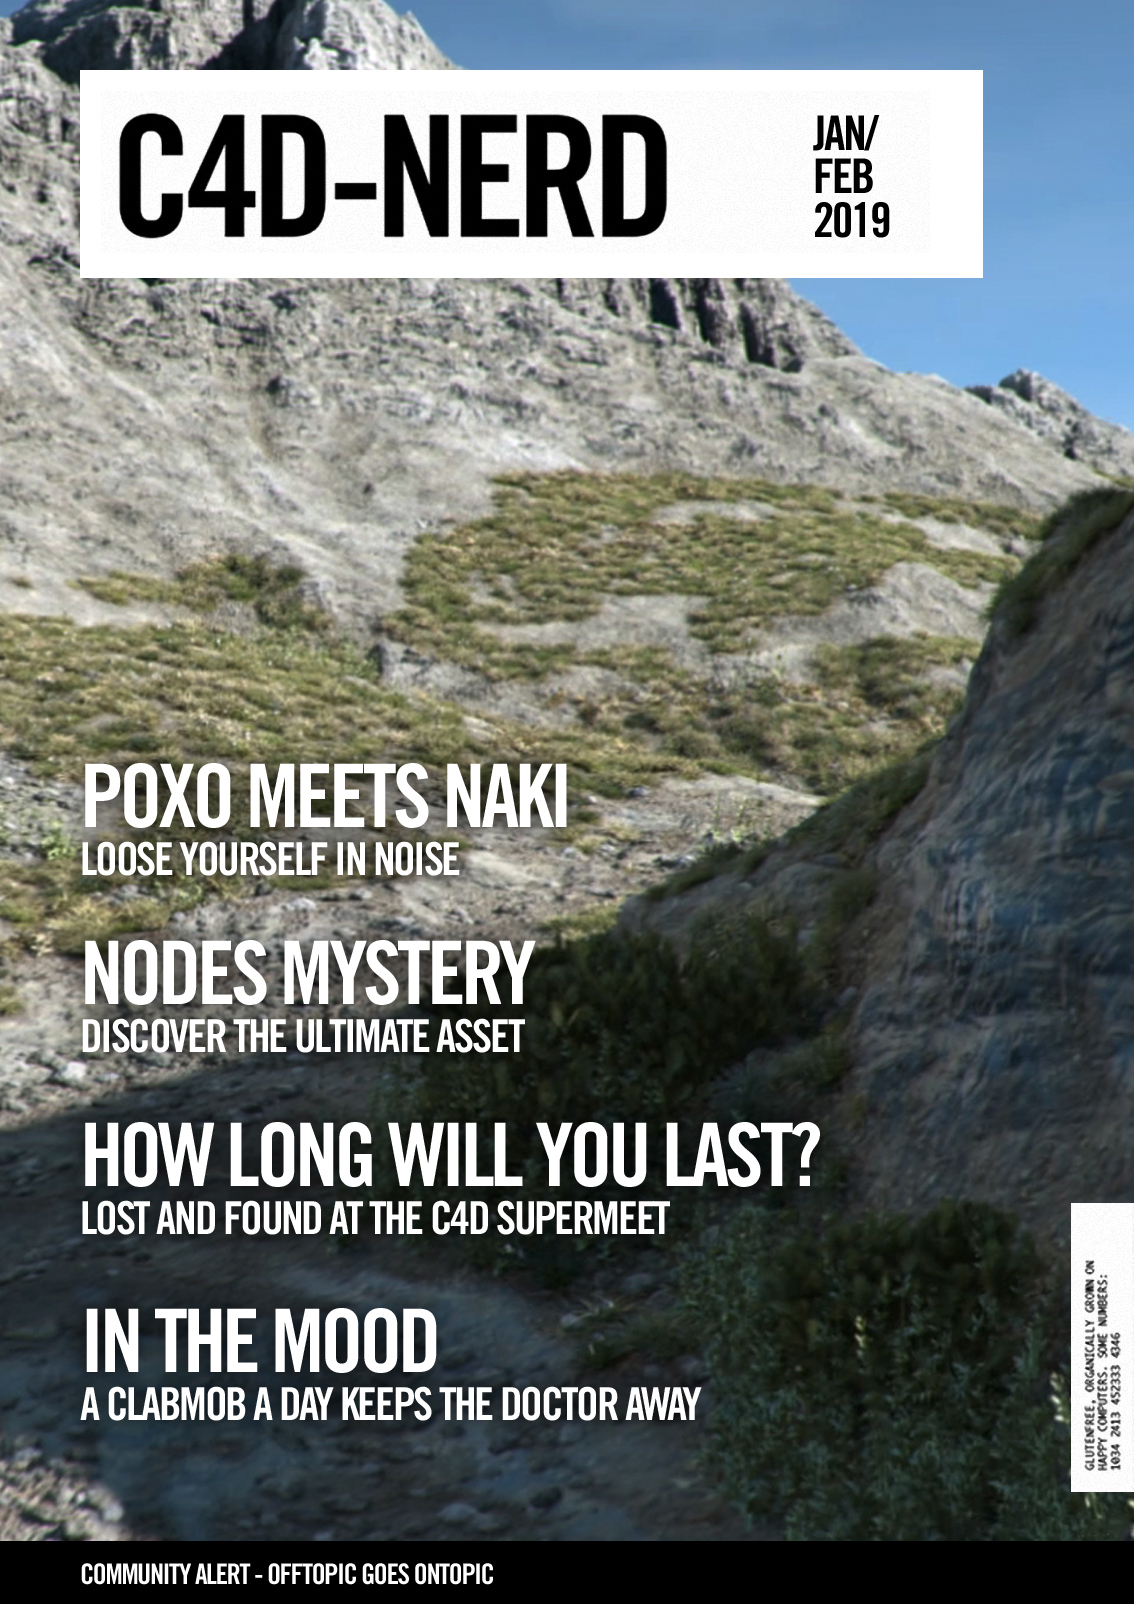 C4D-NERD
JAN/
FEB
2019
POXO MEETS NAKI
LOOSE YOURSELF IN NOISE
NODES MYSTERY
DISCOVER THE ULTIMATE ASSET
HOW LONG WILL YOU LAST?
LOST AND FOUND AT THE C4D SUPERMEET
IN THE MOOD
A CLABMOB A DAY KEEPS THE DOCTOR AWAY
GLUTENFREE, ORGANICALLY GROWN ON
HAPPY COMPUTERS. SOME NUMBERS:
1034 2413 452333 4346
COMMUNITY ALERT - OFFTOPIC GOES ONTOPIC